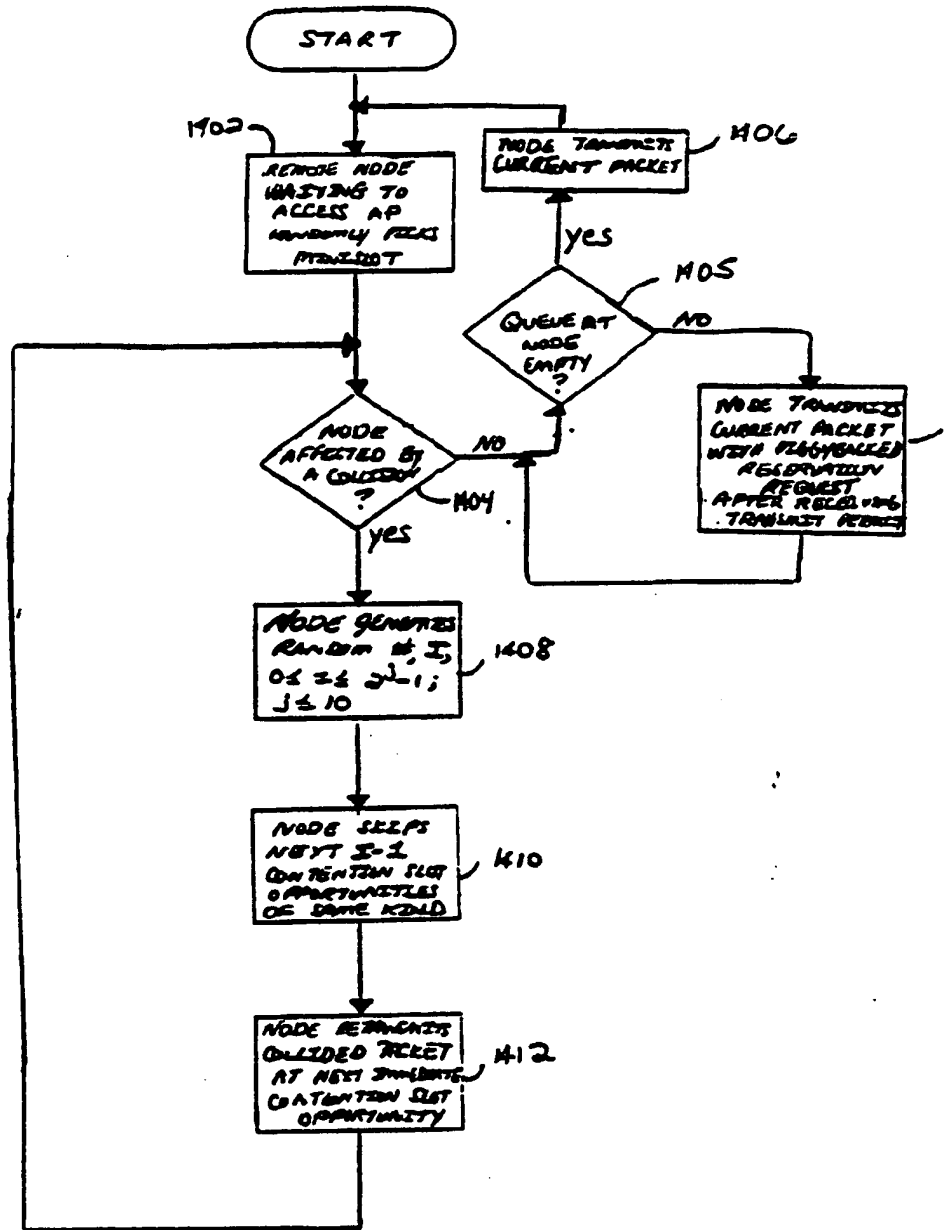 START
1402
REMOTE NODE
WAITING TO
ACCESS AP
RANDOMLY PICKS
MINISLOT
NODE TRANSMITS
CURRENT PACKET
1406
yes
1405
QUEUE AT
NODE
EMPTY
?
NO
NODE TRANSMITS
CURRENT PACKET
WITH PIGGYBACKED
RESERVATION
REQUEST
AFTER RECEIVING
TRANSMIT PERMIT
NODE
AFFECTED BY
A COLLISION
?
NO
1404
yes
NODE GENERATES
RANDOM #, I,
0≤ I≤ 2^j-1;
j≤ 10
1408
NODE SKIPS
NEXT I-1
CONTENTION SLOT
OPPORTUNITIES
OF SAME KIND
1410
NODE RETRANSMITS
COLLIDED PACKET
AT NEXT IMMEDIATE
CONTENTION SLOT
OPPORTUNITY
1412